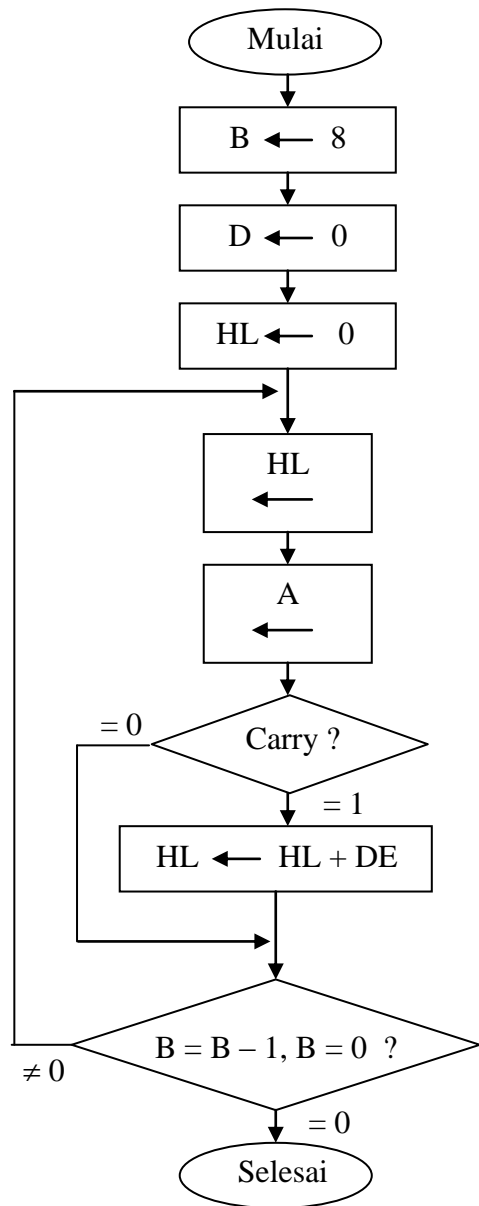 Mulai
B ← 8
D ← 0
HL ← 0
HL
←
A
←
= 0
Carry ?
= 1
HL ← HL + DE
B = B – 1, B = 0 ?
≠ 0
= 0
Selesai